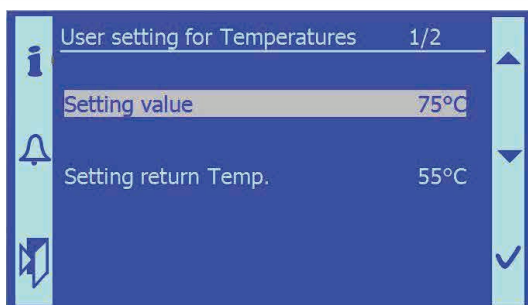 User setting for Temperatures 1/2
Setting value 75°C
Setting return Temp. 55°C